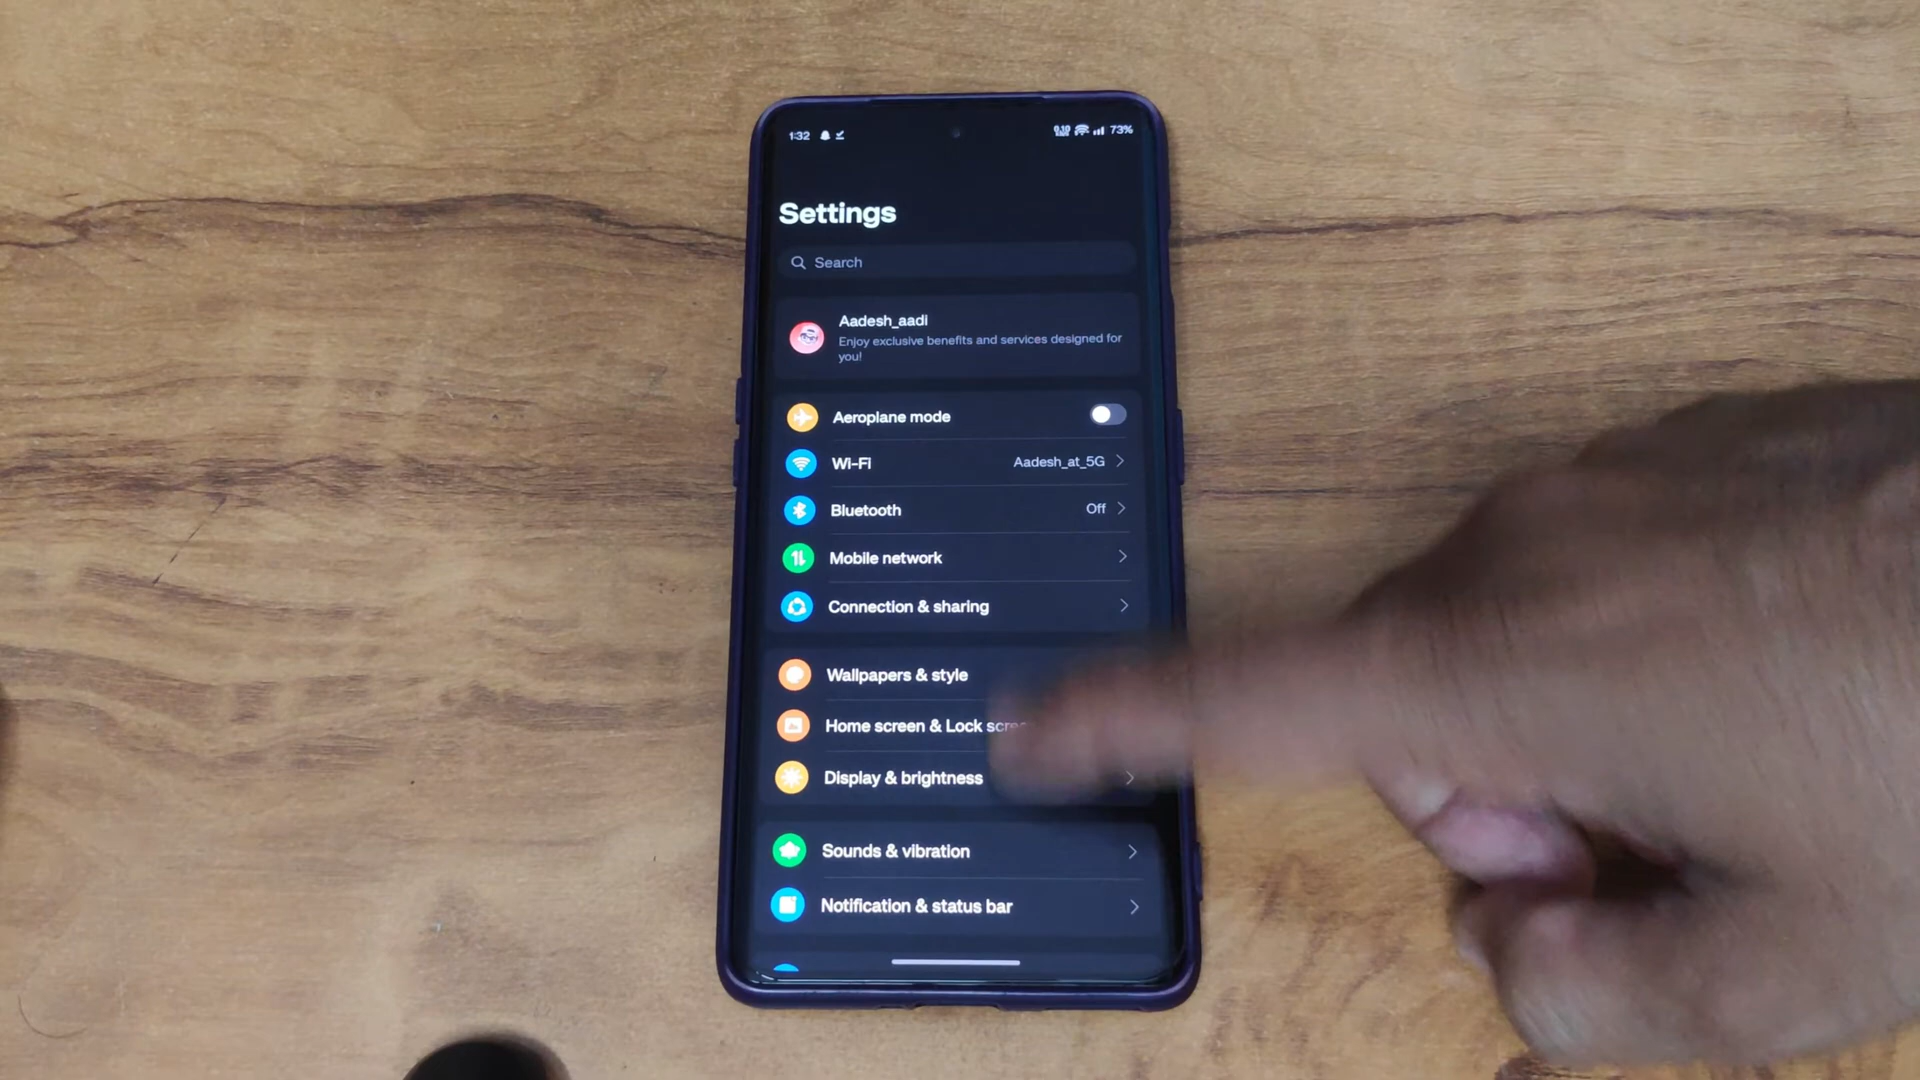 1:32
73%
Settings
Search
Aadesh_aadi
Enjoy exclusive benefits and services designed for
you!
Aeroplane mode
Wi-Fi
Aadesh_at_5G
Bluetooth
Off
Mobile network
Connection & sharing
Wallpapers & style
Home screen & Lock
Display & brightness
Sounds & vibration
Notification & status bar